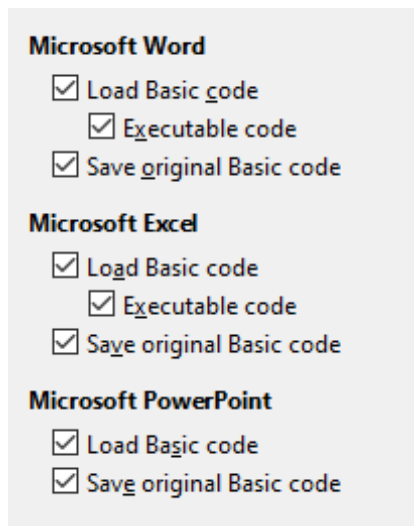 Microsoft Word
Load Basic code
Executable code
Save original Basic code
Microsoft Excel
Load Basic code
Executable code
Save original Basic code
Microsoft PowerPoint
Load Basic code
Save original Basic code